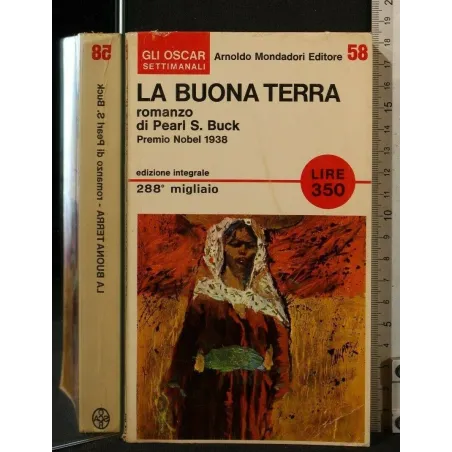 GLI OSCAR
SETTIMANALI
Arnoldo Mondadori Editore 58
LA BUONA TERRA
romanzo
di Pearl S. Buck
Premio Nobel 1938
edizione integrale
288° migliaio
LIRE
350
58
LA BUONA TERRA - romanzo di Pearl S. Buck